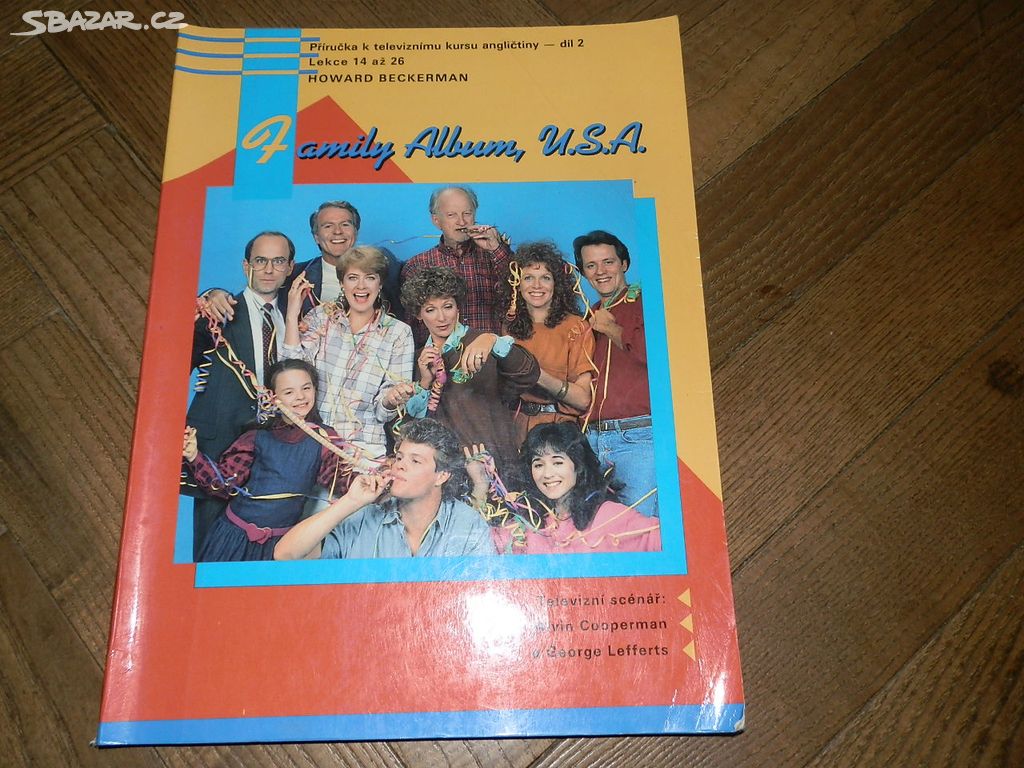 SBAZAR.CZ
Příručka k televiznímu kursu angličtiny — díl 2
Lekce 14 až 26
HOWARD BECKERMAN
Family Album, U.S.A.
Televizní scénář:
Alvin Cooperman
a George Lefferts